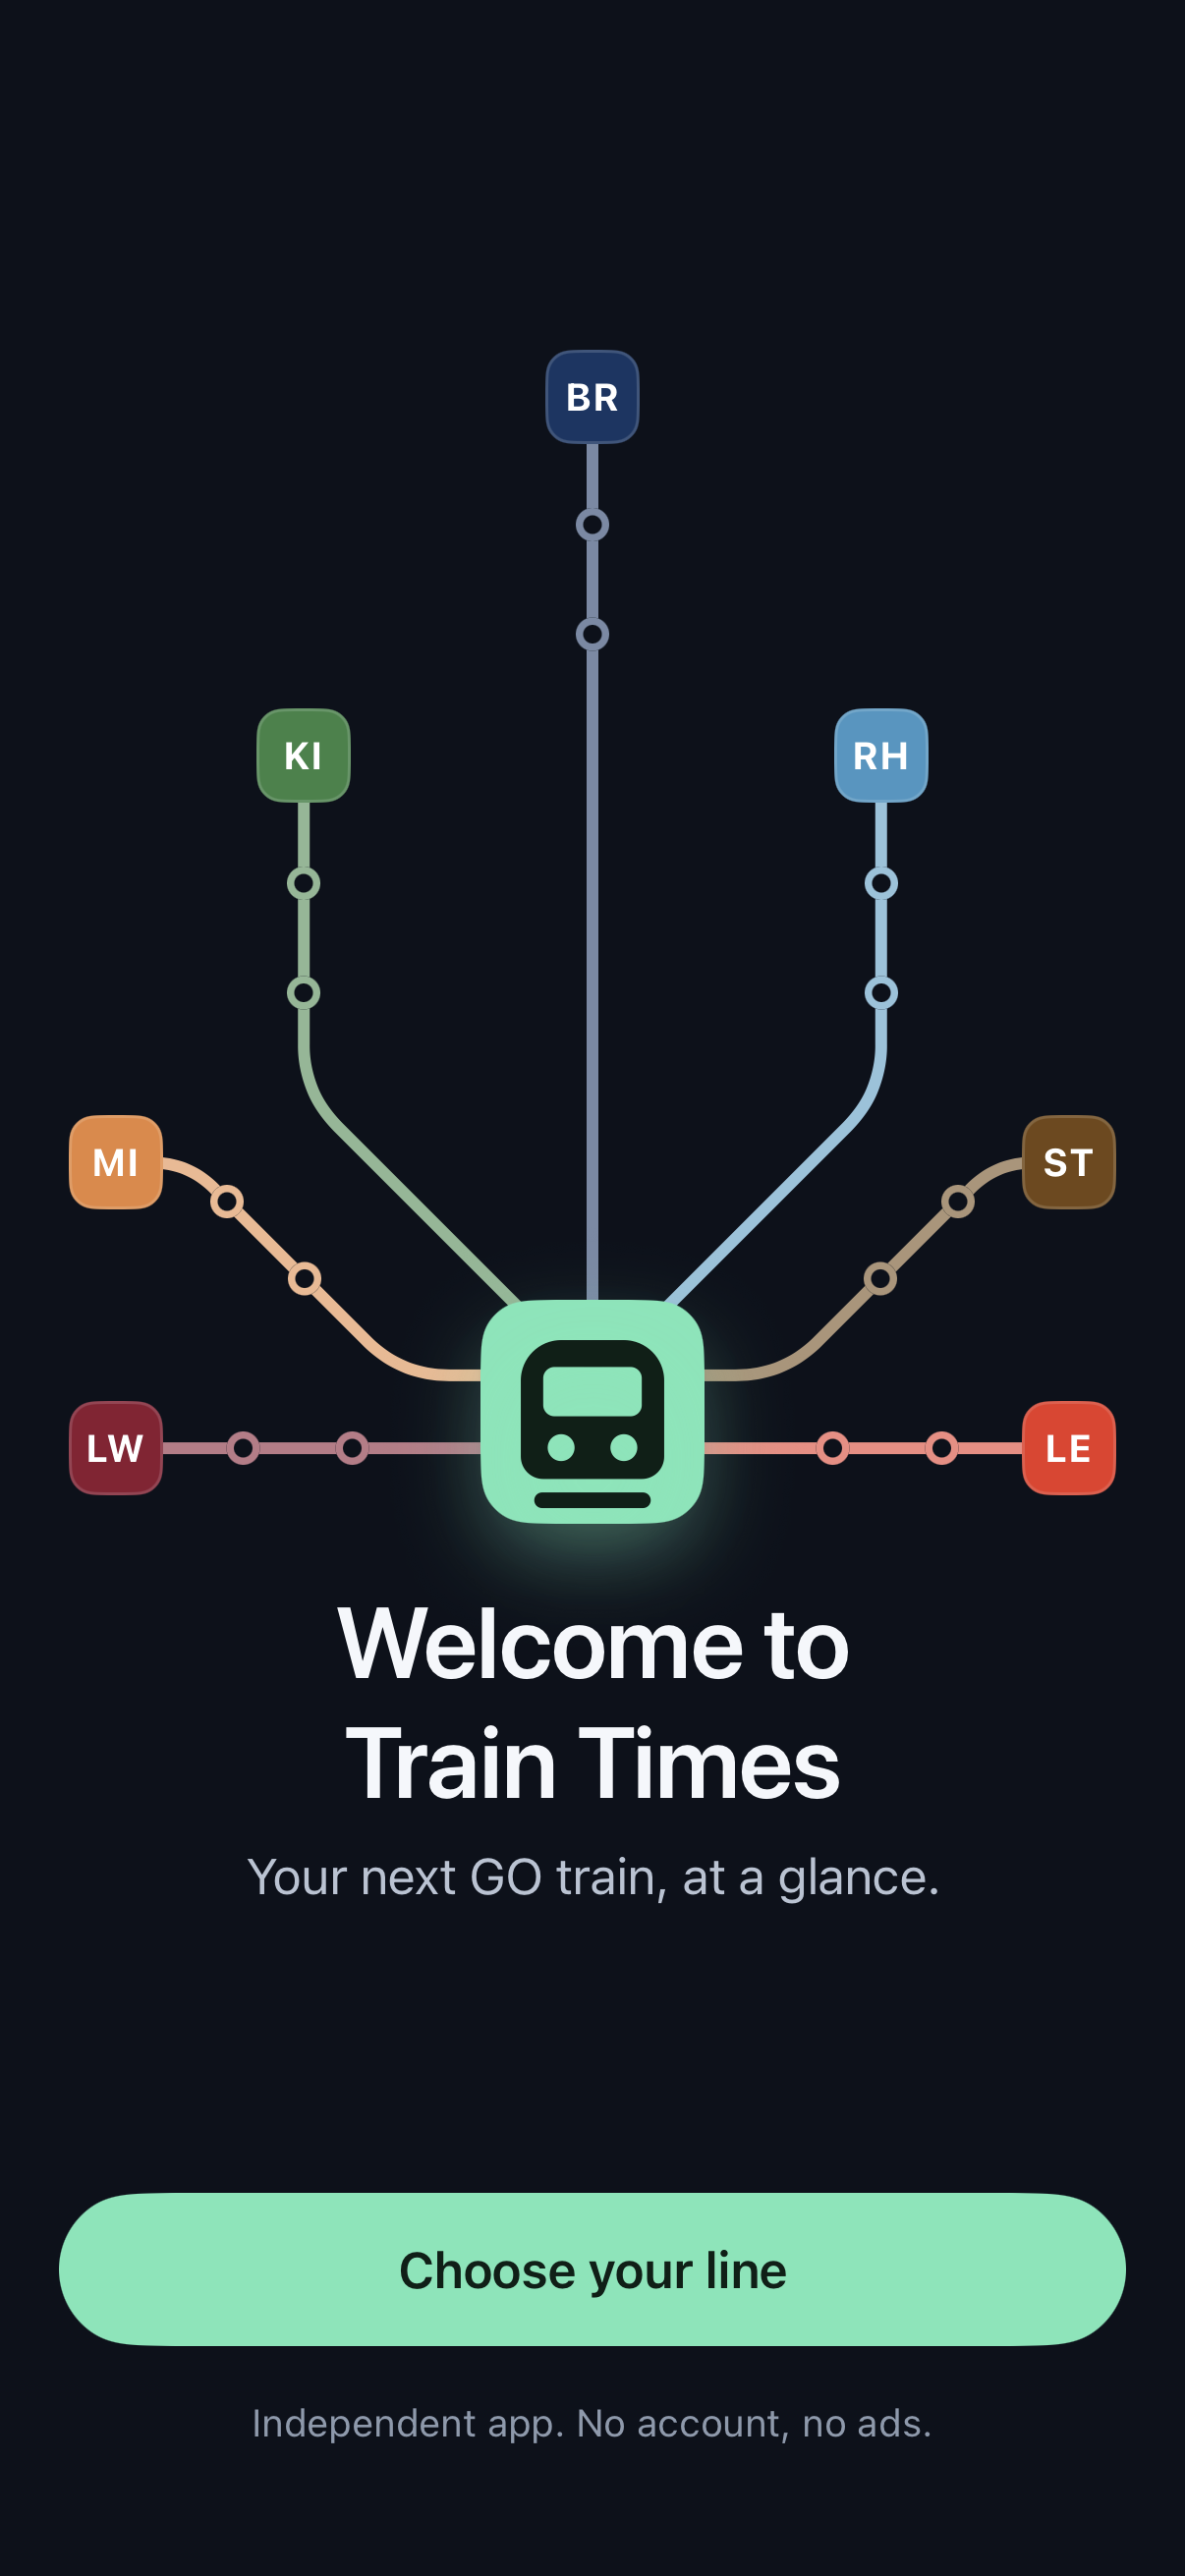 BR
KI
RH
MI
ST
LW
LE
Welcome to
Train Times
Your next GO train, at a glance.
Choose your line
Independent app. No account, no ads.